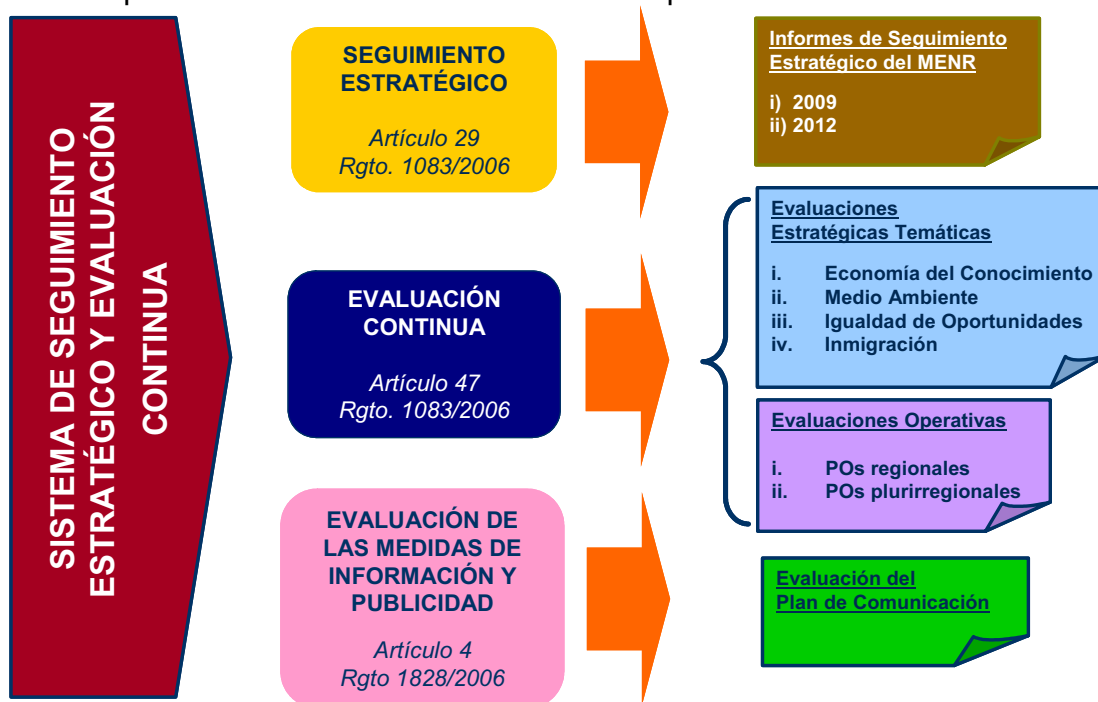 SISTEMA DE SEGUIMIENTO
ESTRATÉGICO Y EVALUACIÓN
CONTINUA
SEGUIMIENTO
ESTRATÉGICO
Artículo 29
Rgto. 1083/2006
Informes de Seguimiento
Estratégico del MENR
i) 2009
ii) 2012
EVALUACIÓN
CONTINUA
Artículo 47
Rgto. 1083/2006
Evaluaciones
Estratégicas Temáticas
i. Economía del Conocimiento
ii. Medio Ambiente
iii. Igualdad de Oportunidades
iv. Inmigración
Evaluaciones Operativas
i. POs regionales
ii. POs plurirregionales
EVALUACIÓN DE
LAS MEDIDAS DE
INFORMACIÓN Y
PUBLICIDAD
Artículo 4
Rgto 1828/2006
Evaluación del
Plan de Comunicación